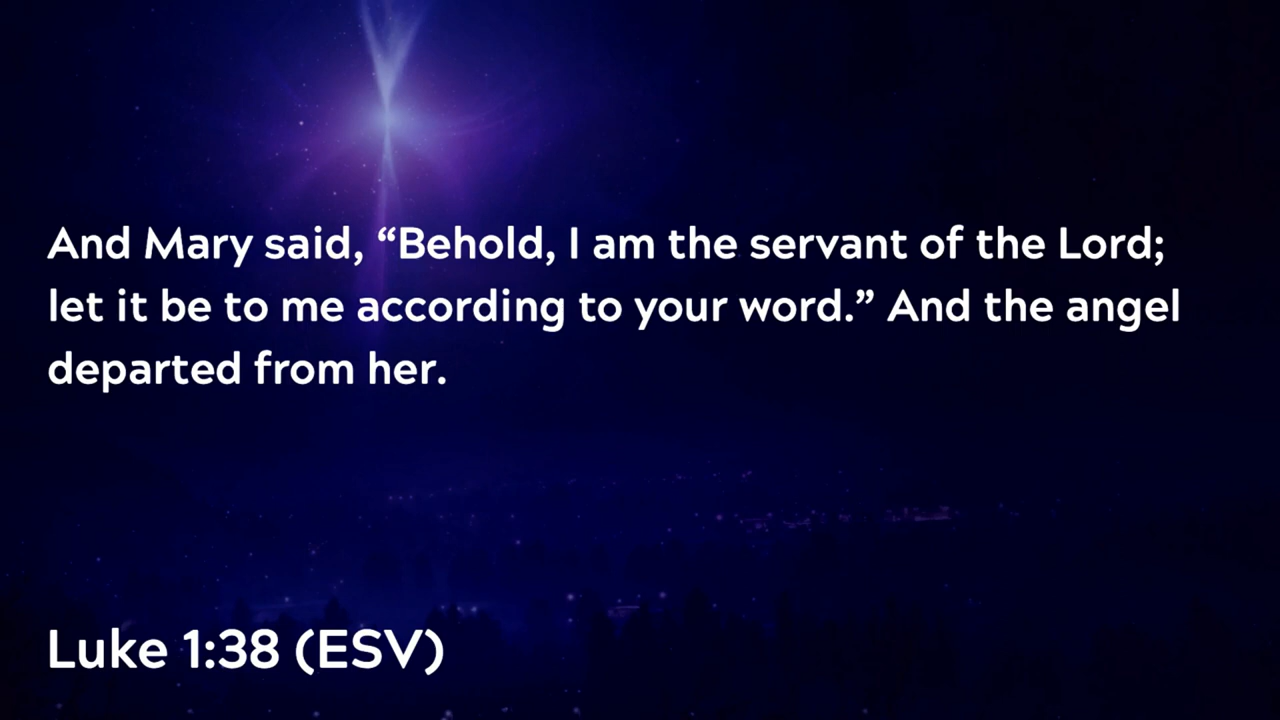 And Mary said, “Behold, I am the servant of the Lord;
let it be to me according to your word.” And the angel
departed from her.
Luke 1:38 (ESV)